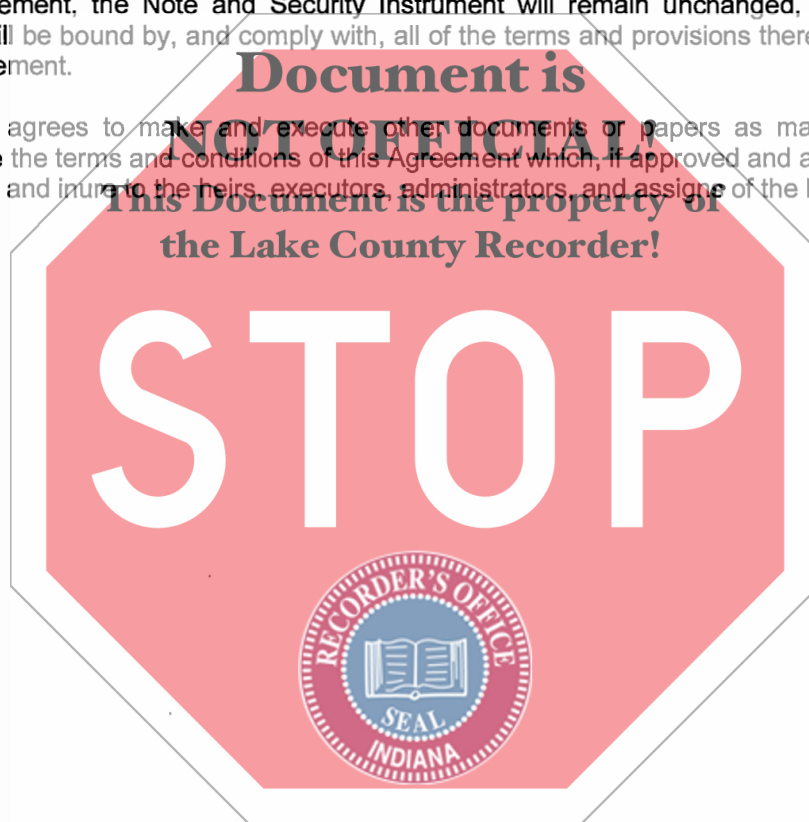 ement, the Note and Security Instrument will remain unchanged,
ll be bound by, and comply with, all of the terms and provisions there
ement.
Document is
agrees to make and execute other documents or papers as ma
NOT OFFICIAL!
the terms and conditions of this Agreement which, if approved and a
and inure to the heirs, executors, administrators, and assigns of the
This Document is the property of
the Lake County Recorder!
STOP
RECORDER'S OFFICE
SEAL
INDIANA